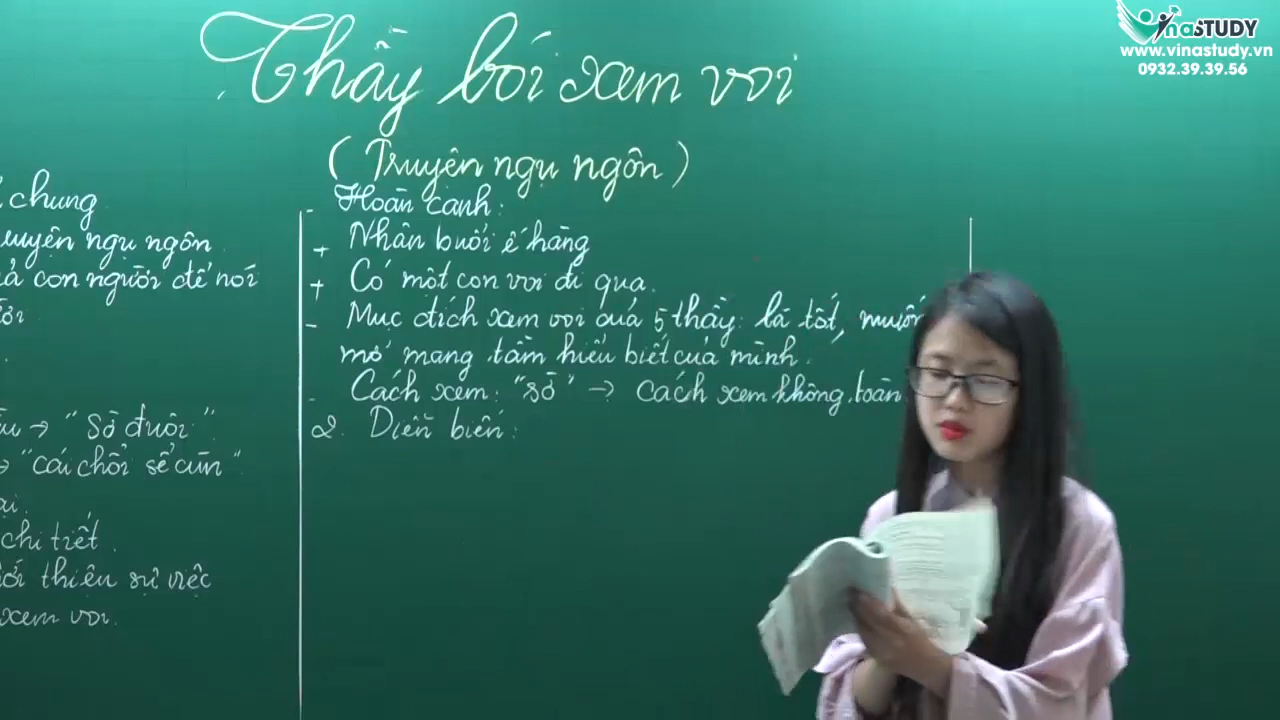 Thầy bói xem voi
(Truyện ngụ ngôn)
chung
ruyện ngụ ngôn
con người để nói
→ "Sờ đuôi".
→ "cái chổi sể cùn".
chi tiết.
thiệu sự việc
xem voi.
- Hoàn cảnh:
+ Nhân buổi ế hàng
+ Có một con voi đi qua.
- Mục đích xem voi của 5 thầy: là tốt, muốn
mở mang tầm hiểu biết của mình.
- Cách xem: "sờ" → cách xem không toàn
2. Diễn biến:
VinaSTUDY
www.vinastudy.vn
0932.39.39.56